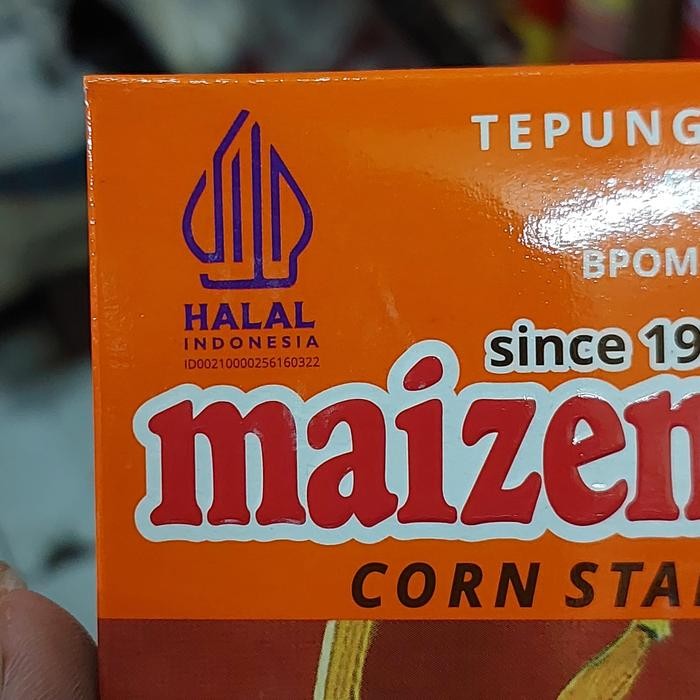 TEPUNG
BPOM
HALAL
INDONESIA
ID00210000256160322
since 19
maizen
CORN STA